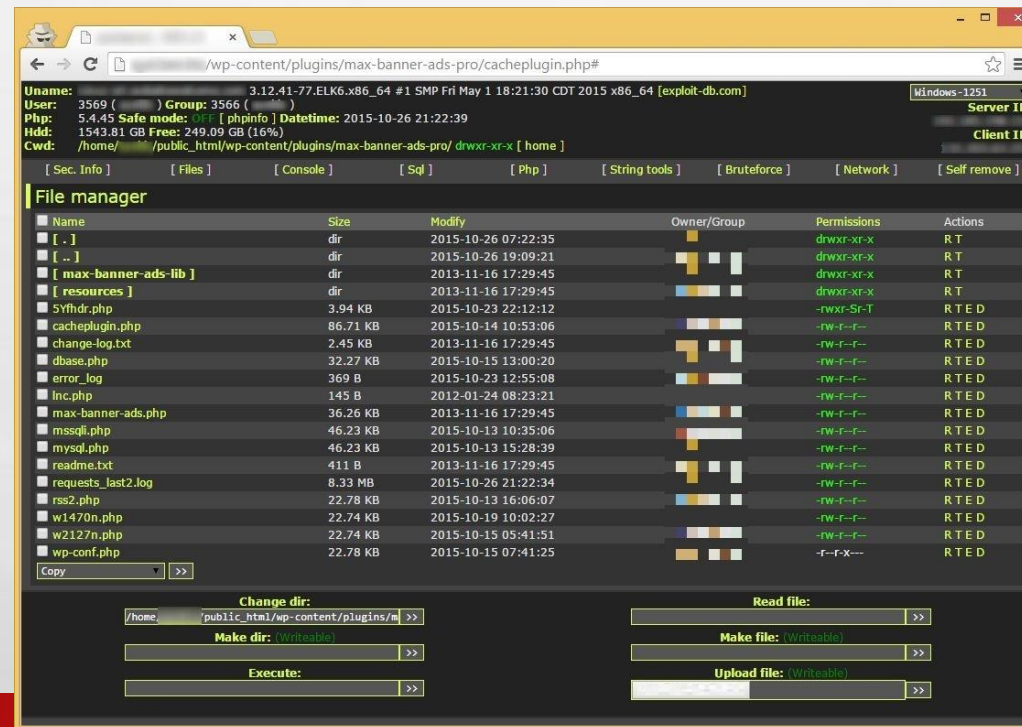 /wp-content/plugins/max-banner-ads-pro/cacheplugin.php#
Uname: 3.12.41-77.ELK6.x86_64 #1 SMP Fri May 1 18:21:30 CDT 2015 x86_64 [exploit-db.com] Windows-1251
User: 3569 ( ) Group: 3566 ( ) Server I
Php: 5.4.45 Safe mode: OFF [ phpinfo ] Datetime: 2015-10-26 21:22:39
Hdd: 1543.81 GB Free: 249.09 GB (16%) Client I
Cwd: /home/ /public_html/wp-content/plugins/max-banner-ads-pro/ drwxr-xr-x [ home ]
[ Sec. Info ] [ Files ] [ Console ] [ Sql ] [ Php ] [ String tools ] [ Bruteforce ] [ Network ] [ Self remove ]
File manager
Name Size Modify Owner/Group Permissions Actions
[ . ] dir 2015-10-26 07:22:35 drwxr-xr-x R T
[ .. ] dir 2015-10-26 19:09:21 drwxr-xr-x R T
[ max-banner-ads-lib ] dir 2013-11-16 17:29:45 drwxr-xr-x R T
[ resources ] dir 2013-11-16 17:29:45 drwxr-xr-x R T
5Yfhdr.php 3.94 KB 2015-10-23 22:12:12 -rwxr-Sr-T R T E D
cacheplugin.php 86.71 KB 2015-10-14 10:53:06 -rw-r--r-- R T E D
change-log.txt 2.45 KB 2013-11-16 17:29:45 -rw-r--r-- R T E D
dbase.php 32.27 KB 2015-10-15 13:00:20 -rw-r--r-- R T E D
error_log 369 B 2015-10-23 12:55:08 -rw-r--r-- R T E D
lnc.php 145 B 2012-01-24 08:23:21 -rw-r--r-- R T E D
max-banner-ads.php 36.26 KB 2013-11-16 17:29:45 -rw-r--r-- R T E D
mssqli.php 46.23 KB 2015-10-13 10:35:06 -rw-r--r-- R T E D
mysql.php 46.23 KB 2015-10-13 15:28:39 -rw-r--r-- R T E D
readme.txt 411 B 2013-11-16 17:29:45 -rw-r--r-- R T E D
requests_last2.log 8.33 MB 2015-10-26 21:22:34 -rw-r--r-- R T E D
rss2.php 22.78 KB 2015-10-13 16:06:07 -rw-r--r-- R T E D
w1470n.php 22.74 KB 2015-10-19 10:02:27 -rw-r--r-- R T E D
w2127n.php 22.74 KB 2015-10-15 05:41:51 -rw-r--r-- R T E D
wp-conf.php 22.78 KB 2015-10-15 07:41:25 -r--r-x--- R T E D
Copy >>
Change dir: Read file:
/home, /public_html/wp-content/plugins/m >> >>
Make dir: (Writeable) Make file: (Writeable)
>> >>
Execute: Upload file: (Writeable)
>> >>